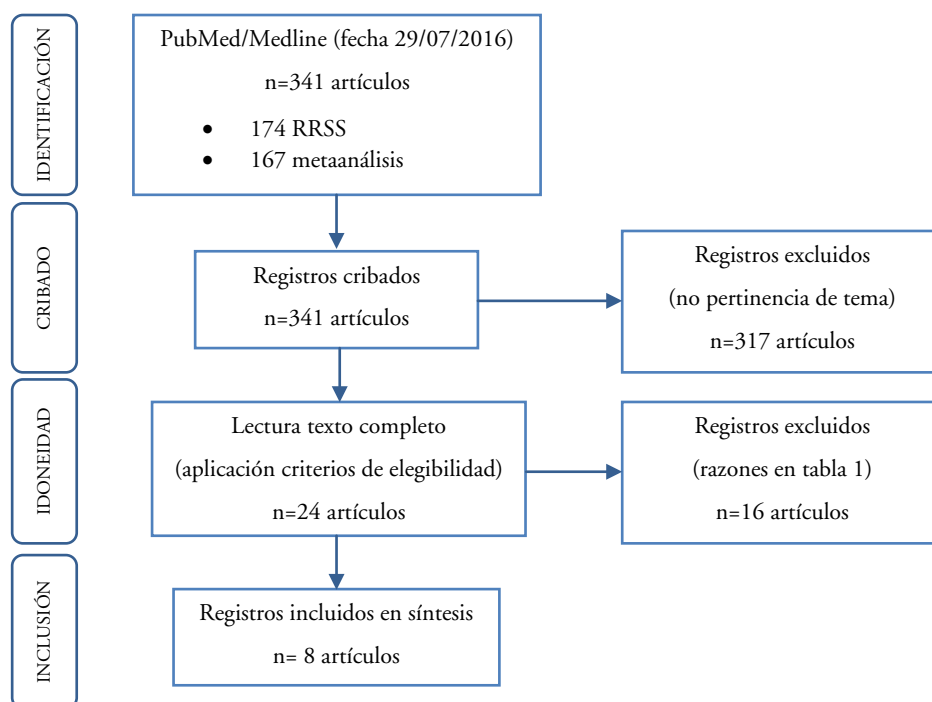 IDENTIFICACIÓN
PubMed/Medline (fecha 29/07/2016)
n=341 artículos
• 174 RRSS
• 167 metaanálisis
CRIBADO
Registros cribados
n=341 artículos
Registros excluidos
(no pertinencia de tema)
n=317 artículos
IDONEIDAD
Lectura texto completo
(aplicación criterios de elegibilidad)
n=24 artículos
Registros excluidos
(razones en tabla 1)
n=16 artículos
INCLUSIÓN
Registros incluidos en síntesis
n= 8 artículos